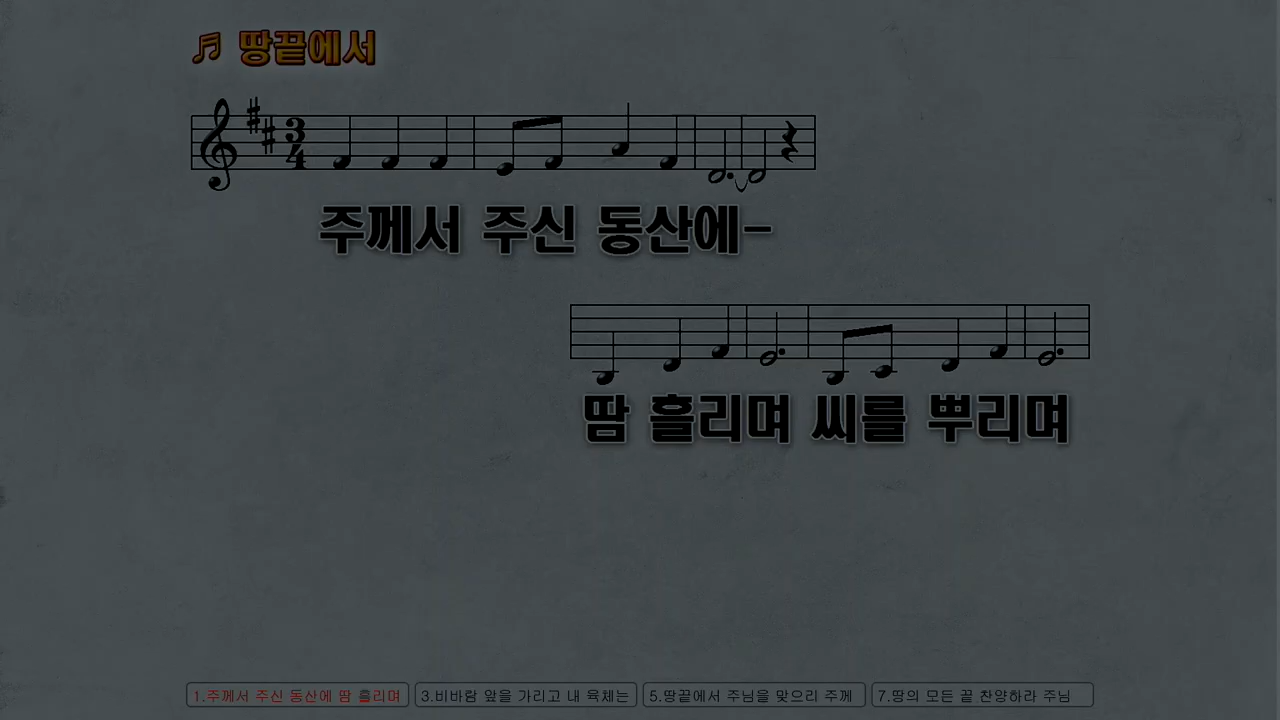 ♬ 땅끝에서
3
4
주께서 주신 동산에-
땀 흘리며 씨를 뿌리며
1.주께서 주신 동산에 땀 흘리며
3.비바람 앞을 가리고 내 육체는
5.땅끝에서 주님을 맞으리 주께
7.땅의 모든 끝 찬양하라 주님